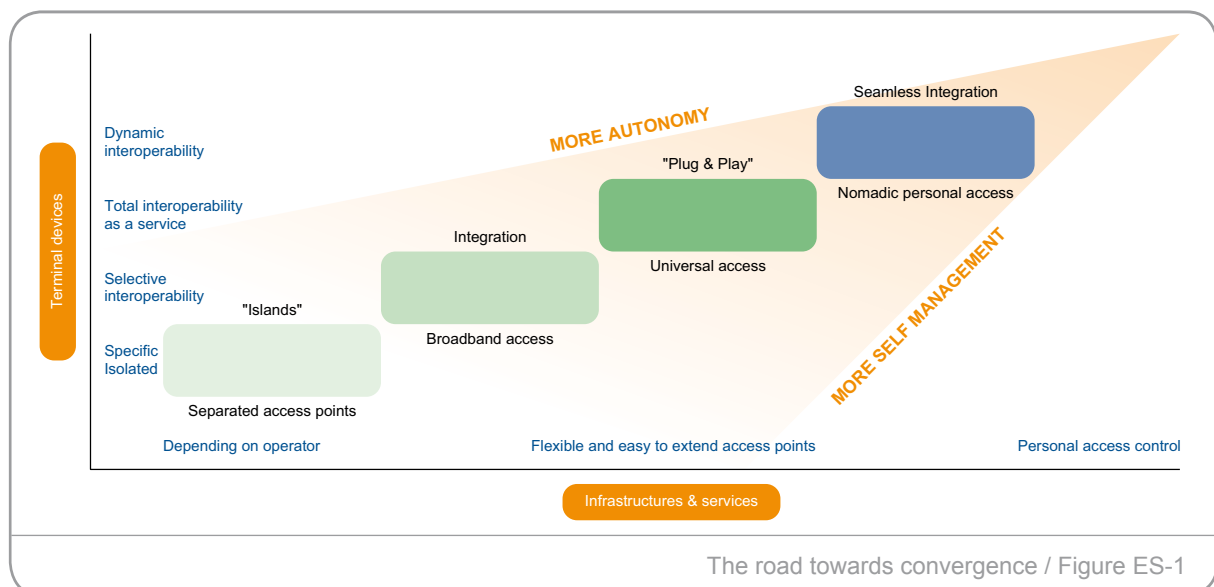 Seamless Integration
MORE AUTONOMY
Dynamic
interoperability
"Plug & Play"
Nomadic personal access
Terminal devices
Total interoperability
as a service
Integration
Universal access
MORE SELF MANAGEMENT
Selective
interoperability
"Islands"
Broadband access
Specific
Isolated
Separated access points
Depending on operator
Flexible and easy to extend access points
Personal access control
Infrastructures & services
The road towards convergence / Figure ES-1